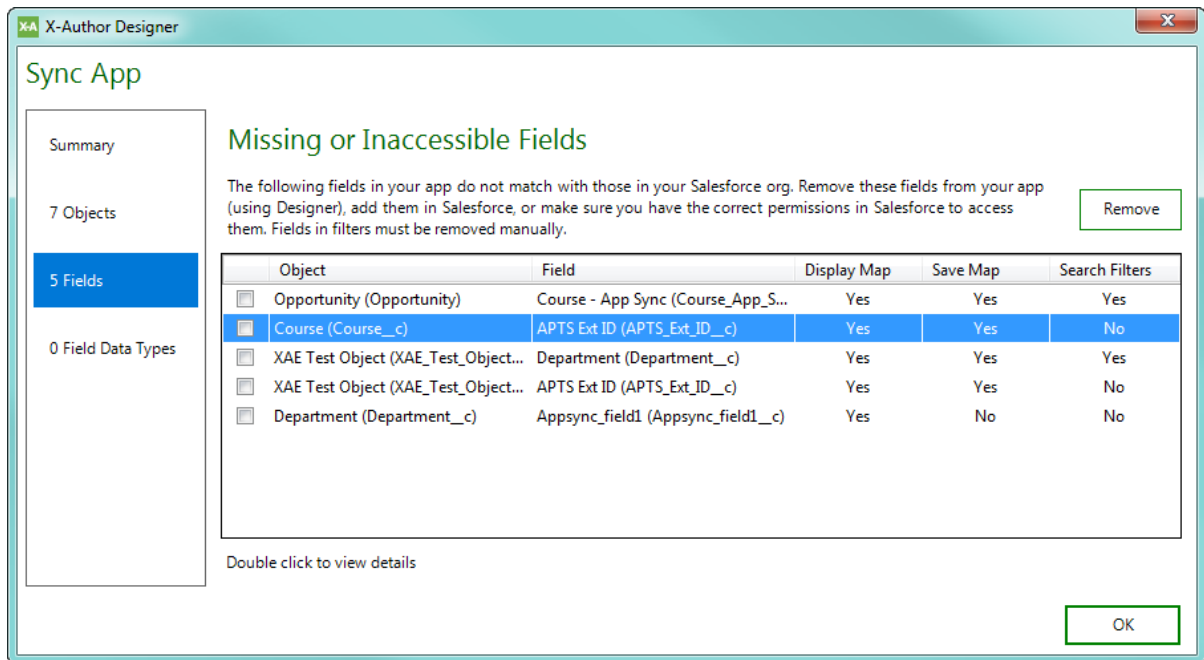 X-A X-Author Designer
Sync App
Summary
7 Objects
5 Fields
0 Field Data Types
Missing or Inaccessible Fields
The following fields in your app do not match with those in your Salesforce org. Remove these fields from your app
(using Designer), add them in Salesforce, or make sure you have the correct permissions in Salesforce to access
them. Fields in filters must be removed manually.
Remove
Object Field Display Map Save Map Search Filters
Opportunity (Opportunity) Course - App Sync (Course_App_S... Yes Yes Yes
Course (Course__c) APTS Ext ID (APTS_Ext_ID__c) Yes Yes No
XAE Test Object (XAE_Test_Object... Department (Department__c) Yes Yes Yes
XAE Test Object (XAE_Test_Object... APTS Ext ID (APTS_Ext_ID__c) Yes Yes No
Department (Department__c) Appsync_field1 (Appsync_field1__c) Yes No No
Double click to view details
OK